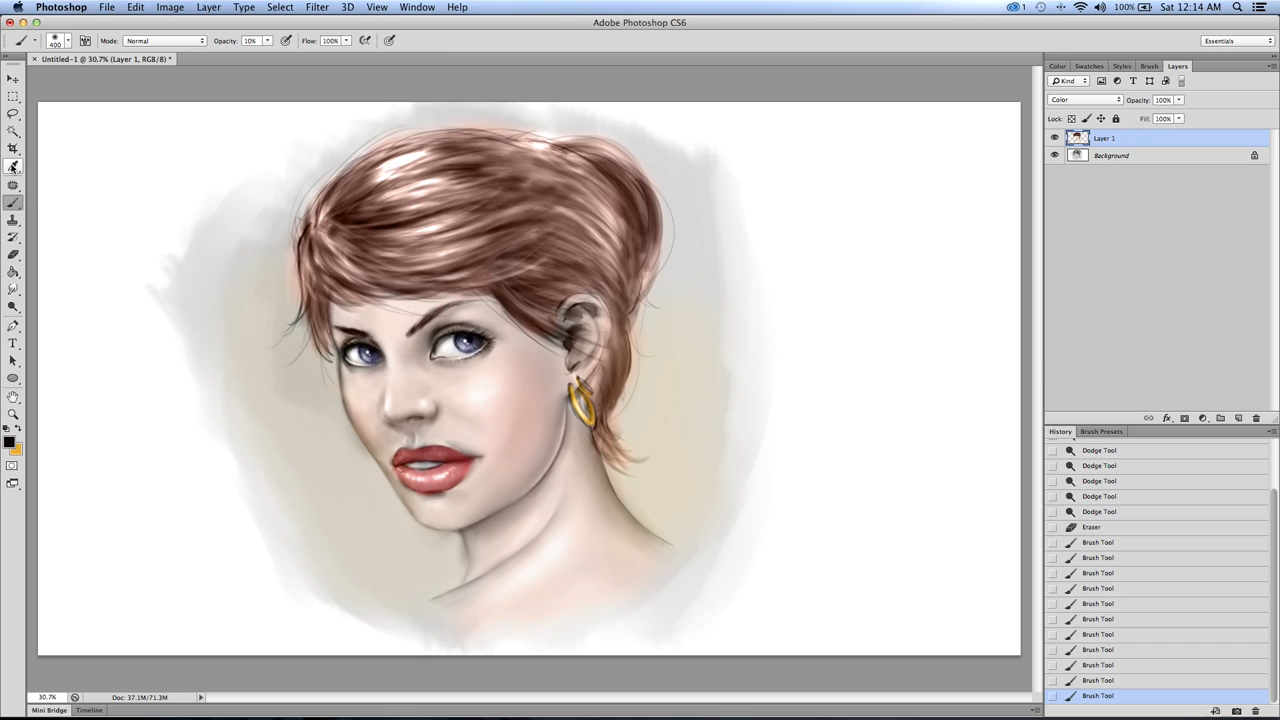 Photoshop File Edit Image Layer Type Select Filter 3D View Window Help
1 100% Sat 12:14 AM
Adobe Photoshop CS6
400 Mode: Normal Opacity: 10% Flow: 100% Essentials
× Untitled-1 @ 30.7% (Layer 1, RGB/8) *
Color Swatches Styles Brush Layers
Kind
Color Opacity: 100%
Lock: Fill: 100%
Layer 1
Background
fx
History Brush Presets
Dodge Tool
Dodge Tool
Dodge Tool
Dodge Tool
Dodge Tool
Eraser
Brush Tool
Brush Tool
Brush Tool
Brush Tool
Brush Tool
Brush Tool
Brush Tool
Brush Tool
Brush Tool
Brush Tool
Brush Tool
30.7% Doc: 37.1M/71.3M
Mini Bridge Timeline